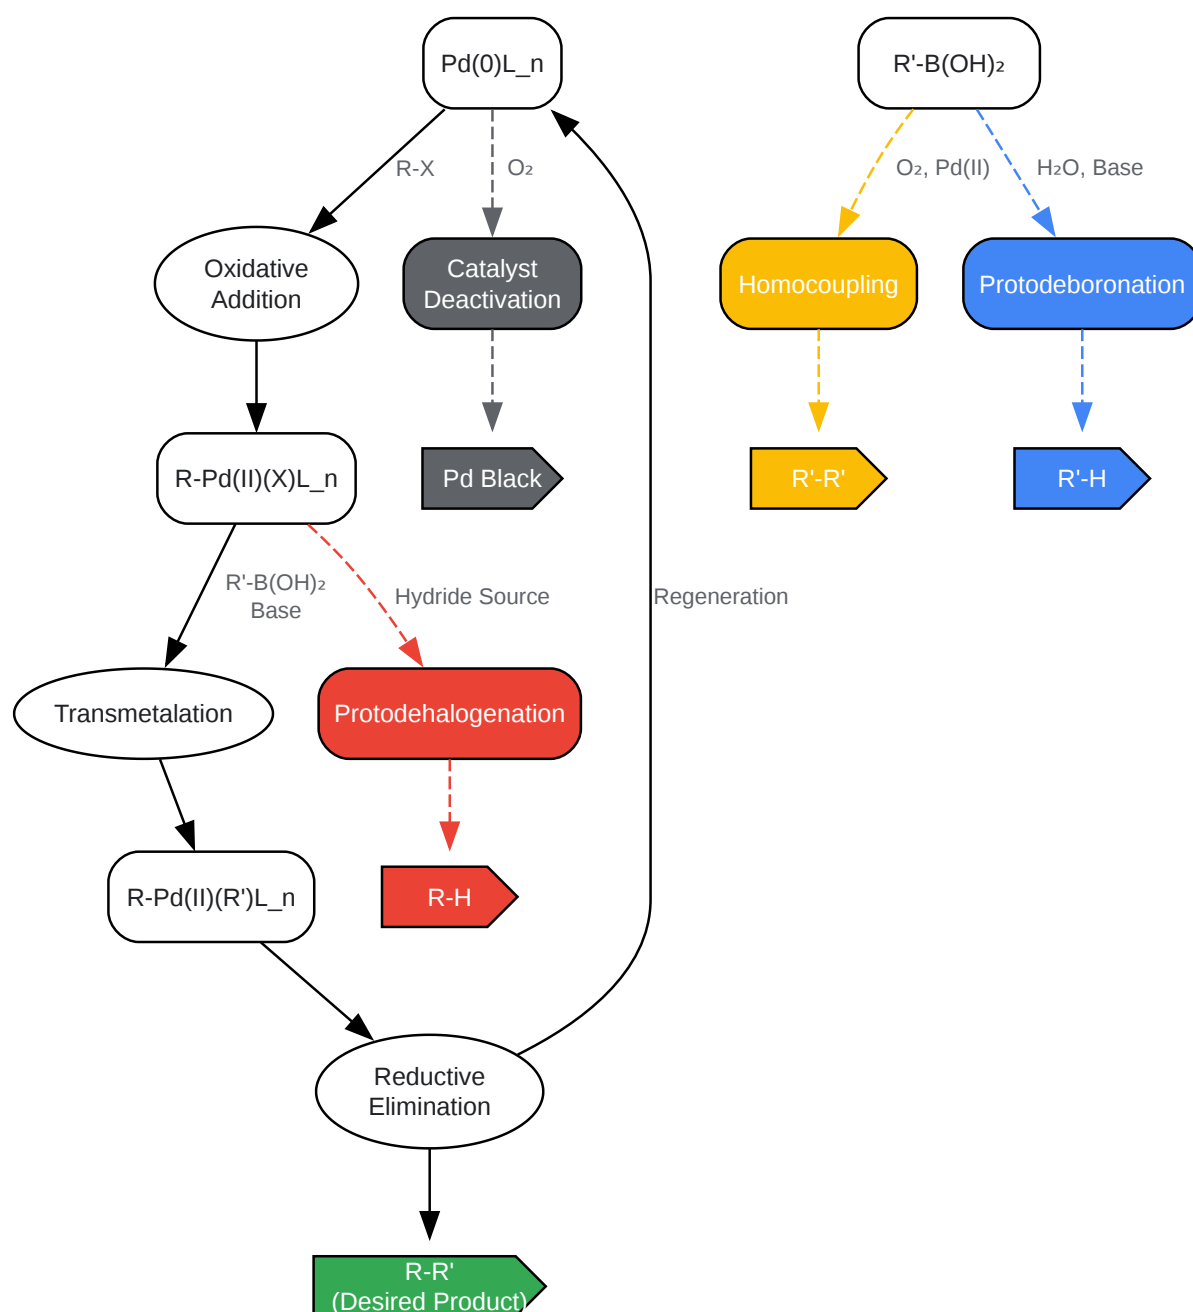 Pd(0)L_n
R'-B(OH)₂
R-X
O₂
O₂, Pd(II)
H₂O, Base
Oxidative
Addition
Catalyst
Deactivation
Homocoupling
Protodeboronation
R-Pd(II)(X)L_n
Pd Black
R'-R'
R'-H
R'-B(OH)₂
Base
Hydride Source
Regeneration
Transmetalation
Protodehalogenation
R-Pd(II)(R')L_n
R-H
Reductive
Elimination
R-R'
(Desired Product)